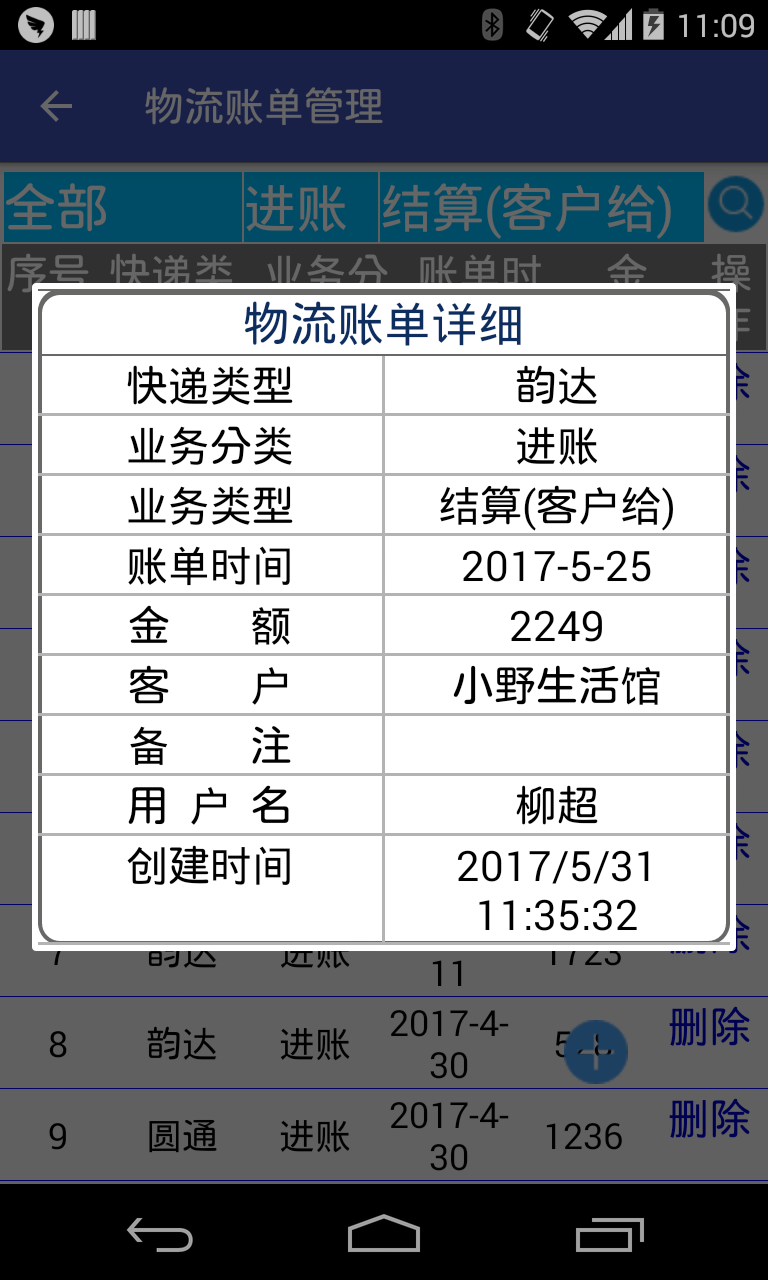 11:09
物流账单管理
全部 进账 结算(客户给)
序号 快递类 业务分 账单时 金 操
物流账单详细
快递类型 韵达
业务分类 进账
业务类型 结算(客户给)
账单时间 2017-5-25
金 额 2249
客 户 小野生活馆
备 注
用 户 名 柳超
创建时间 2017/5/31
11:35:32
7 韵达 进账 11 1723 删除
8 韵达 进账 2017-4-30 删除
9 圆通 进账 2017-4-30 1236 删除